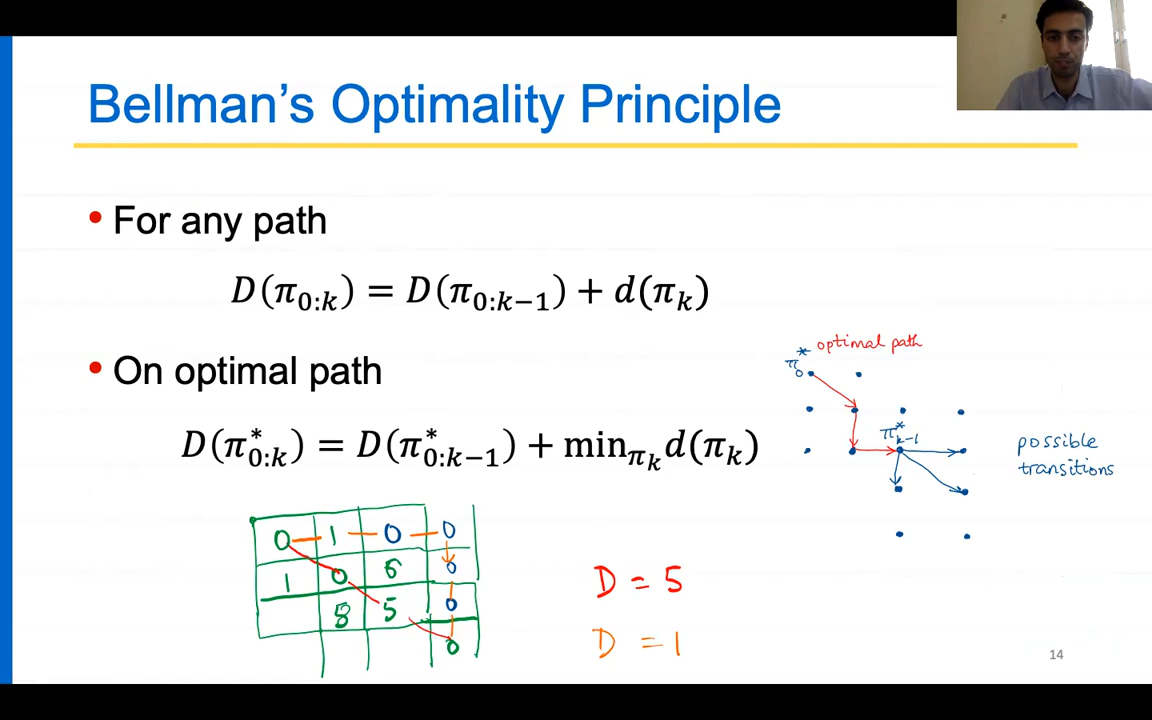 Bellman's Optimality Principle
• For any path
D(π₀:ₖ) = D(π₀:ₖ₋₁) + d(πₖ)
• On optimal path
D(π*₀:ₖ) = D(π*₀:ₖ₋₁) + min_πₖ d(πₖ)
optimal path
π*₀
π*ₖ₋₁
possible
transitions
0 1 0 0
1 0 6 0
8 5 0
0
D = 5
D = 1
14